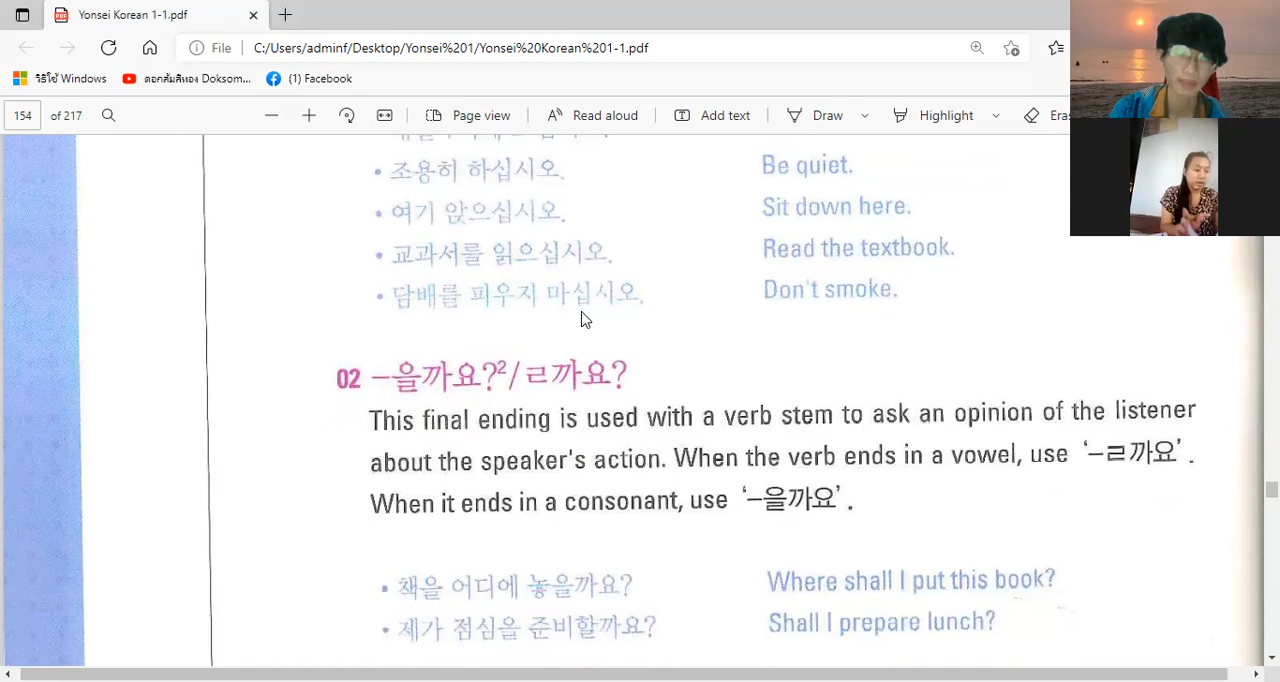 Yonsei Korean 1-1.pdf
File C:/Users/adminf/Desktop/Yonsei%201/Yonsei%20Korean%201-1.pdf
วิธีใช้ Windows ดอกส้มสีทอง Doksom... (1) Facebook
154 of 217 Page view Read aloud Add text Draw Highlight Era
• 조용히 하십시오. Be quiet.
• 여기 앉으십시오. Sit down here.
• 교과서를 읽으십시오. Read the textbook.
• 담배를 피우지 마십시오. Don't smoke.
02 –을까요?²/ㄹ까요?
This final ending is used with a verb stem to ask an opinion of the listener
about the speaker's action. When the verb ends in a vowel, use ‘–ㄹ까요’.
When it ends in a consonant, use ‘–을까요’.
• 책을 어디에 놓을까요? Where shall I put this book?
• 제가 점심을 준비할까요? Shall I prepare lunch?